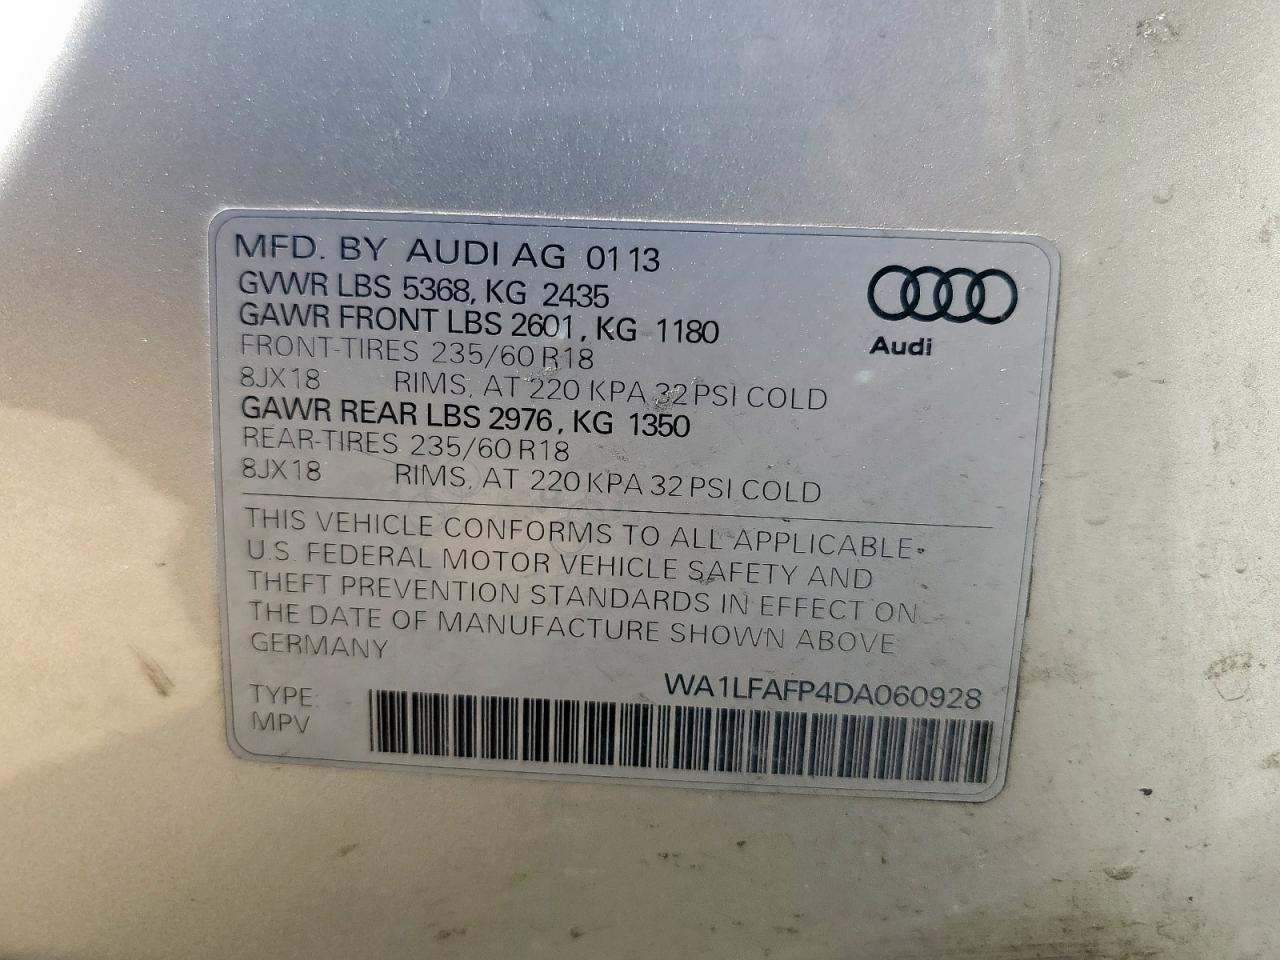 MFD. BY AUDI AG 01 13
GVWR LBS 5368, KG 2435
GAWR FRONT LBS 2601, KG 1180
FRONT-TIRES 235/60 R18
8JX18 RIMS, AT 220 KPA 32 PSI COLD
GAWR REAR LBS 2976, KG 1350
REAR-TIRES 235/60 R18
8JX18 RIMS, AT 220 KPA 32 PSI COLD
Audi
THIS VEHICLE CONFORMS TO ALL APPLICABLE
U.S. FEDERAL MOTOR VEHICLE SAFETY AND
THEFT PREVENTION STANDARDS IN EFFECT ON
THE DATE OF MANUFACTURE SHOWN ABOVE
GERMANY
WA1LFAFP4DA060928
TYPE:
MPV